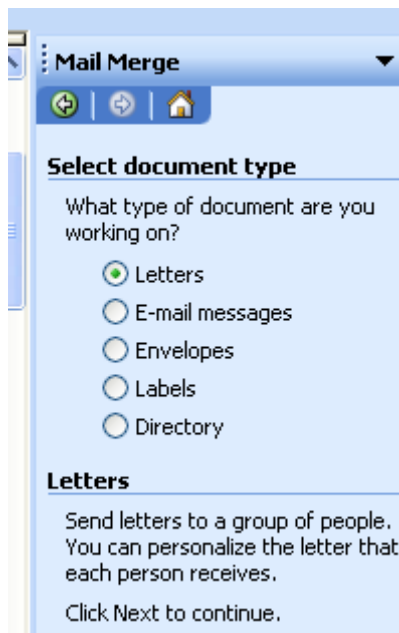 Mail Merge
Select document type
What type of document are you
working on?
Letters
E-mail messages
Envelopes
Labels
Directory
Letters
Send letters to a group of people.
You can personalize the letter that
each person receives.
Click Next to continue.